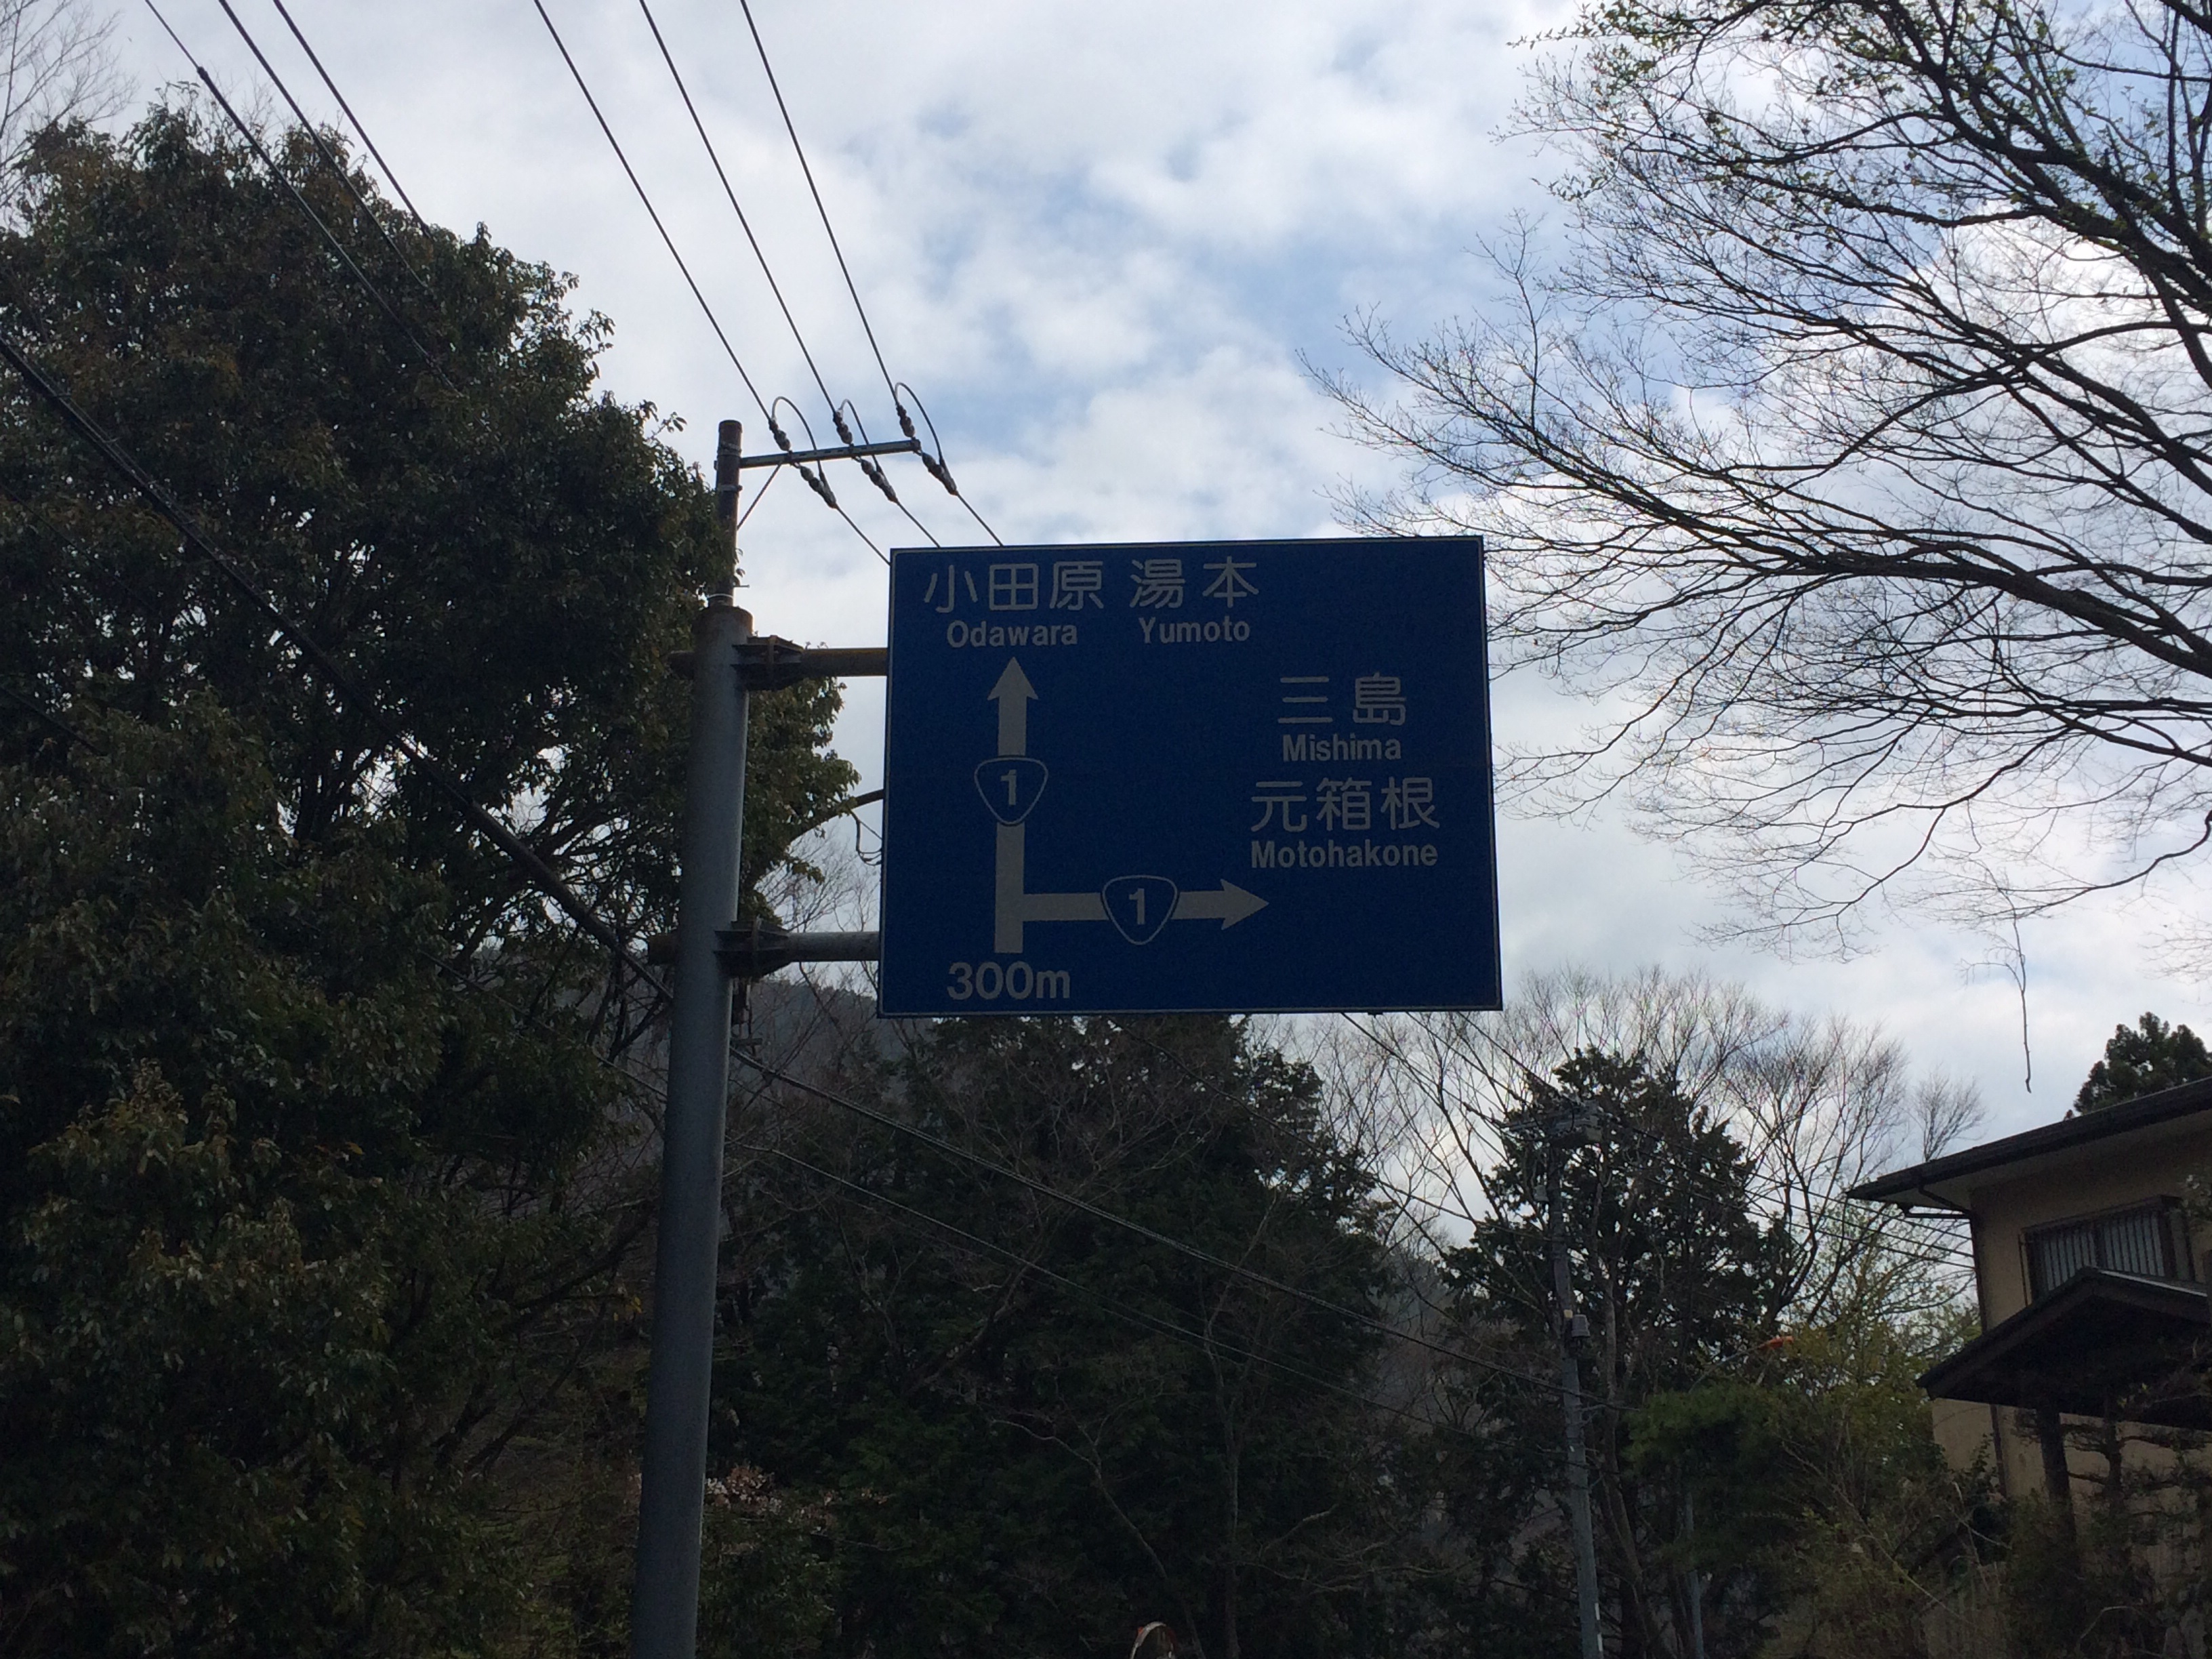 小田原 湯本
Odawara Yumoto
三島
Mishima
1
元箱根
Motohakone
1
300m